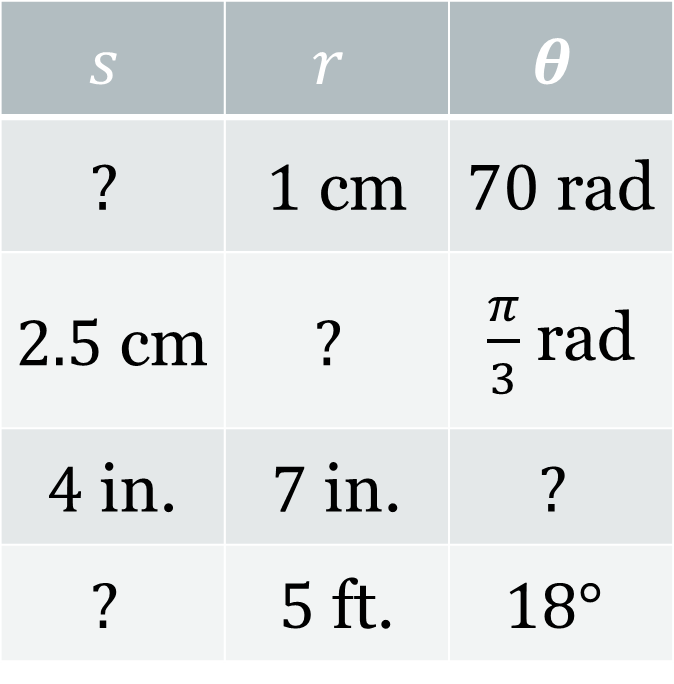 s r θ
? 1 cm 70 rad
2.5 cm ? π/3 rad
4 in. 7 in. ?
? 5 ft. 18°